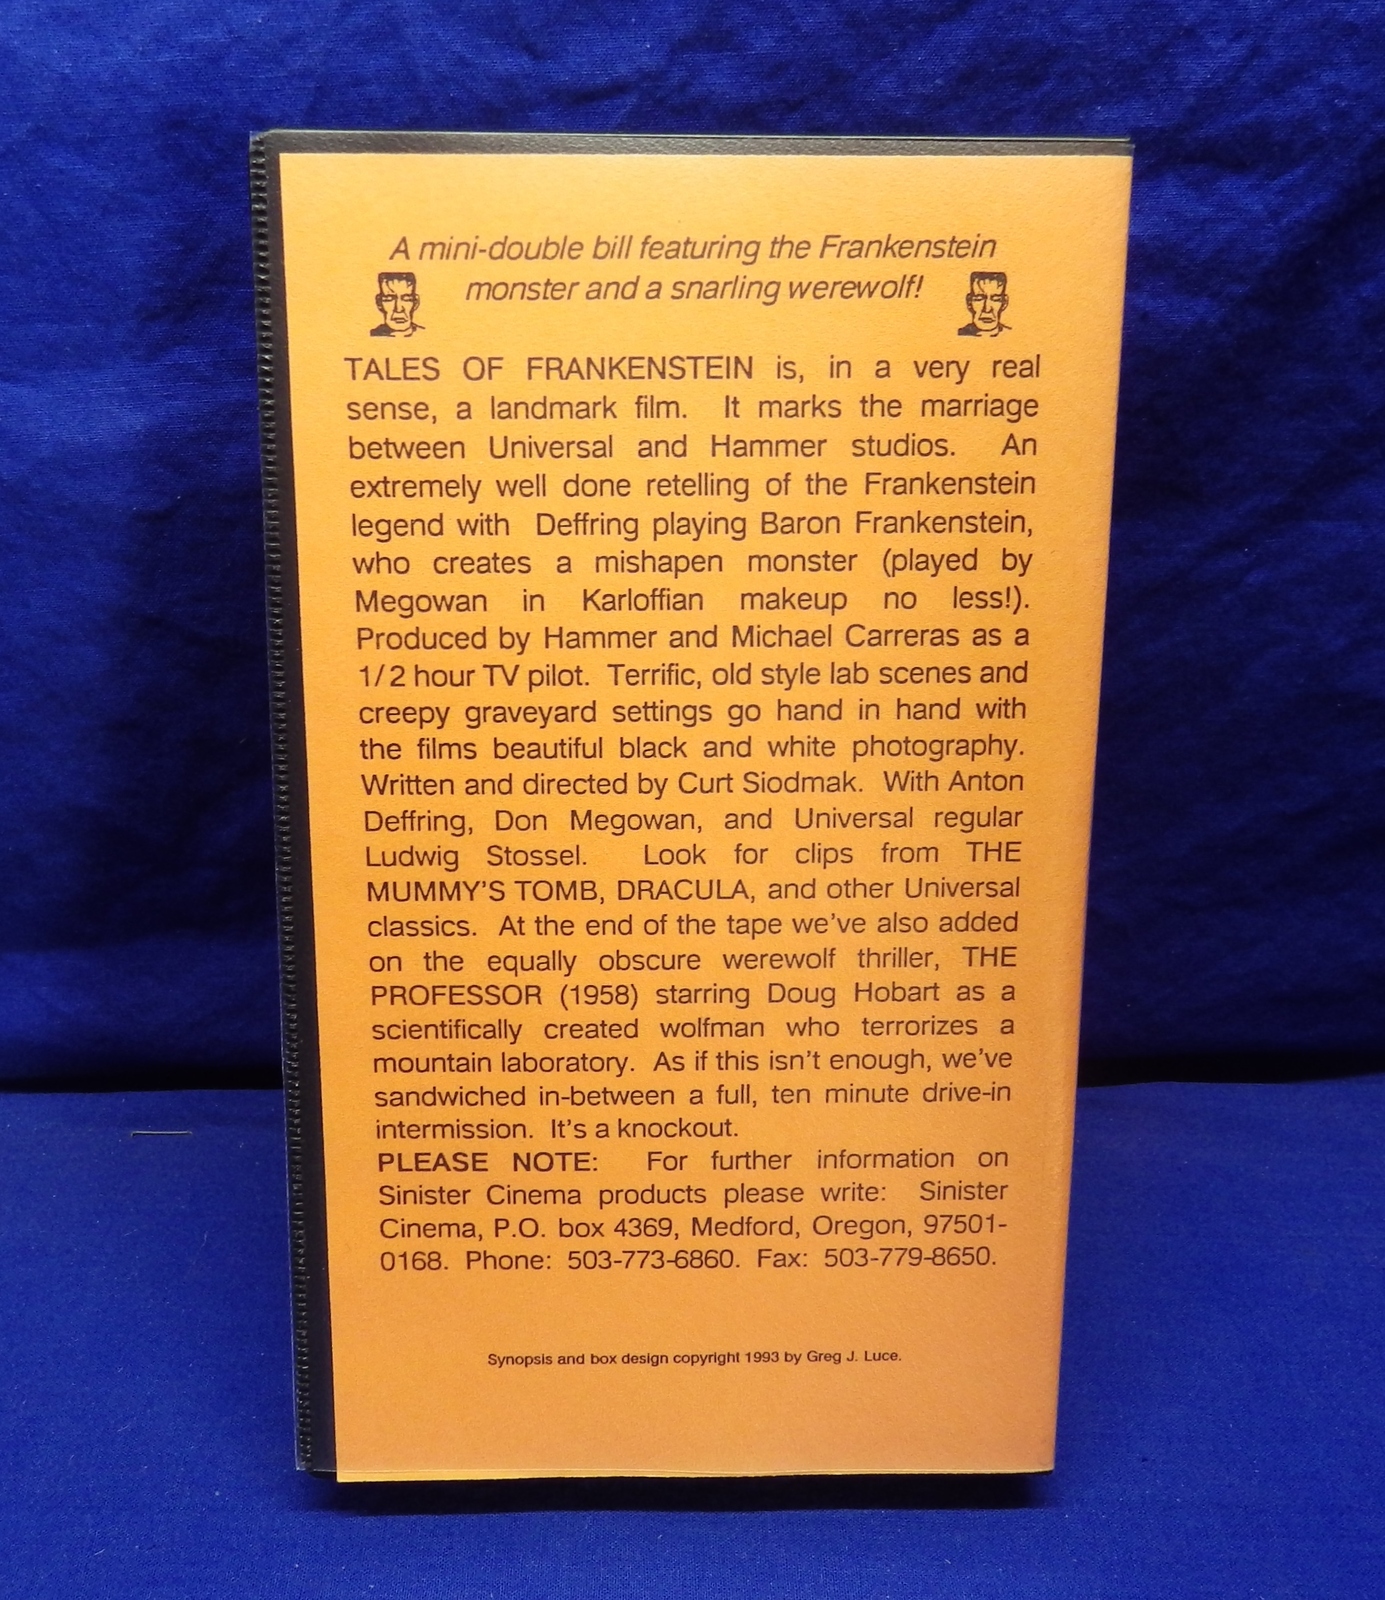 A mini-double bill featuring the Frankenstein
monster and a snarling werewolf!
TALES OF FRANKENSTEIN is, in a very real
sense, a landmark film. It marks the marriage
between Universal and Hammer studios. An
extremely well done retelling of the Frankenstein
legend with Deffring playing Baron Frankenstein,
who creates a mishapen monster (played by
Megowan in Karloffian makeup no less!).
Produced by Hammer and Michael Carreras as a
1/2 hour TV pilot. Terrific, old style lab scenes and
creepy graveyard settings go hand in hand with
the films beautiful black and white photography.
Written and directed by Curt Siodmak. With Anton
Deffring, Don Megowan, and Universal regular
Ludwig Stossel. Look for clips from THE
MUMMY'S TOMB, DRACULA, and other Universal
classics. At the end of the tape we've also added
on the equally obscure werewolf thriller, THE
PROFESSOR (1958) starring Doug Hobart as a
scientifically created wolfman who terrorizes a
mountain laboratory. As if this isn't enough, we've
sandwiched in-between a full, ten minute drive-in
intermission. It's a knockout.
PLEASE NOTE: For further information on
Sinister Cinema products please write: Sinister
Cinema, P.O. box 4369, Medford, Oregon, 97501-
0168. Phone: 503-773-6860. Fax: 503-779-8650.
Synopsis and box design copyright 1993 by Greg J. Luce.